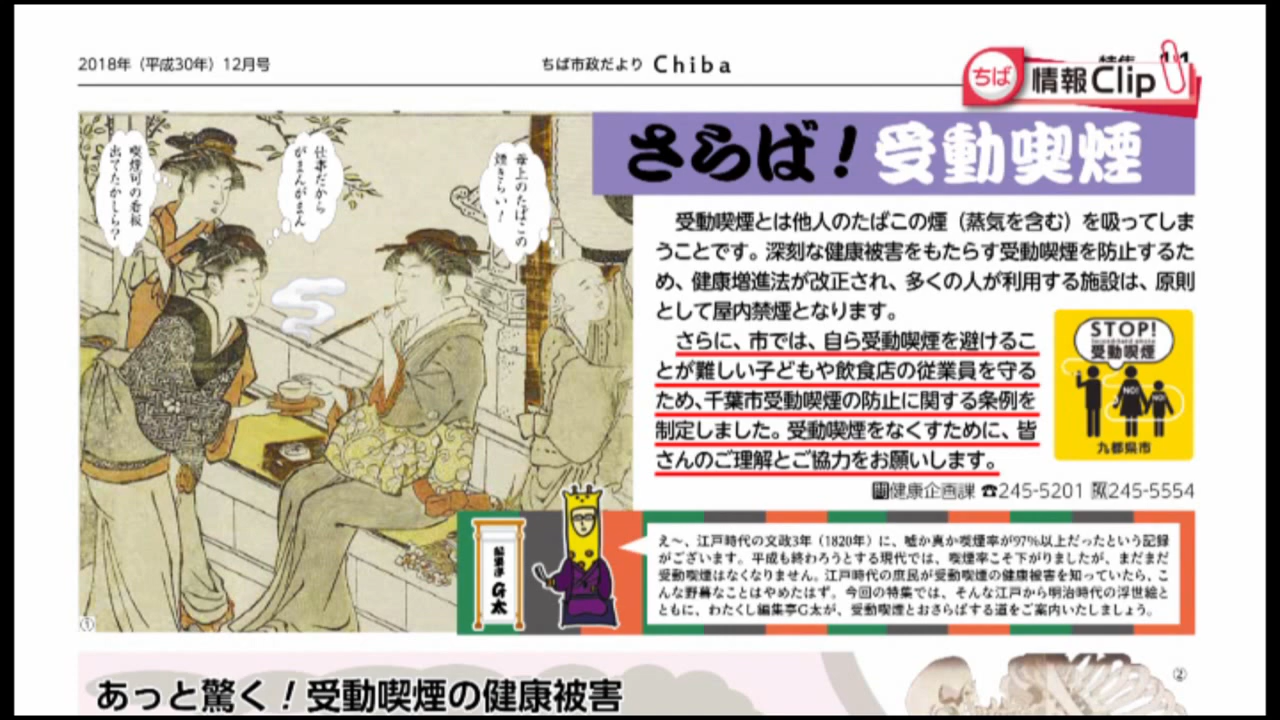 2018年（平成30年）12月号
ちば市政だより Chiba
ちば 情報Clip
さらば！受動喫煙
喫煙可の看板
出てたかしら？
仕事だから
がまんがまん
母上のたばこの
煙きらい！
受動喫煙とは他人のたばこの煙（蒸気を含む）を吸ってしま
うことです。深刻な健康被害をもたらす受動喫煙を防止するた
め、健康増進法が改正され、多くの人が利用する施設は、原則
として屋内禁煙となります。
さらに、市では、自ら受動喫煙を避けるこ
とが難しい子どもや飲食店の従業員を守る
ため、千葉市受動喫煙の防止に関する条例を
制定しました。受動喫煙をなくすために、皆
さんのご理解とご協力をお願いします。
STOP!
受動喫煙
NO!
NO!
九都県市
問健康企画課 ☎245-5201 FAX245-5554
編集亭 G太
え～、江戸時代の文政3年（1820年）に、嘘か真か喫煙率が97%以上だったという記録
がございます。平成も終わろうとする現代では、喫煙率こそ下がりましたが、まだまだ
受動喫煙はなくなりません。江戸時代の庶民が受動喫煙の健康被害を知っていたら、こ
んな野暮なことはやめたはず。今回の特集では、そんな江戸から明治時代の浮世絵と
ともに、わたくし編集亭G太が、受動喫煙とおさらばする道をご案内いたしましょう。
①
②
あっと驚く！受動喫煙の健康被害